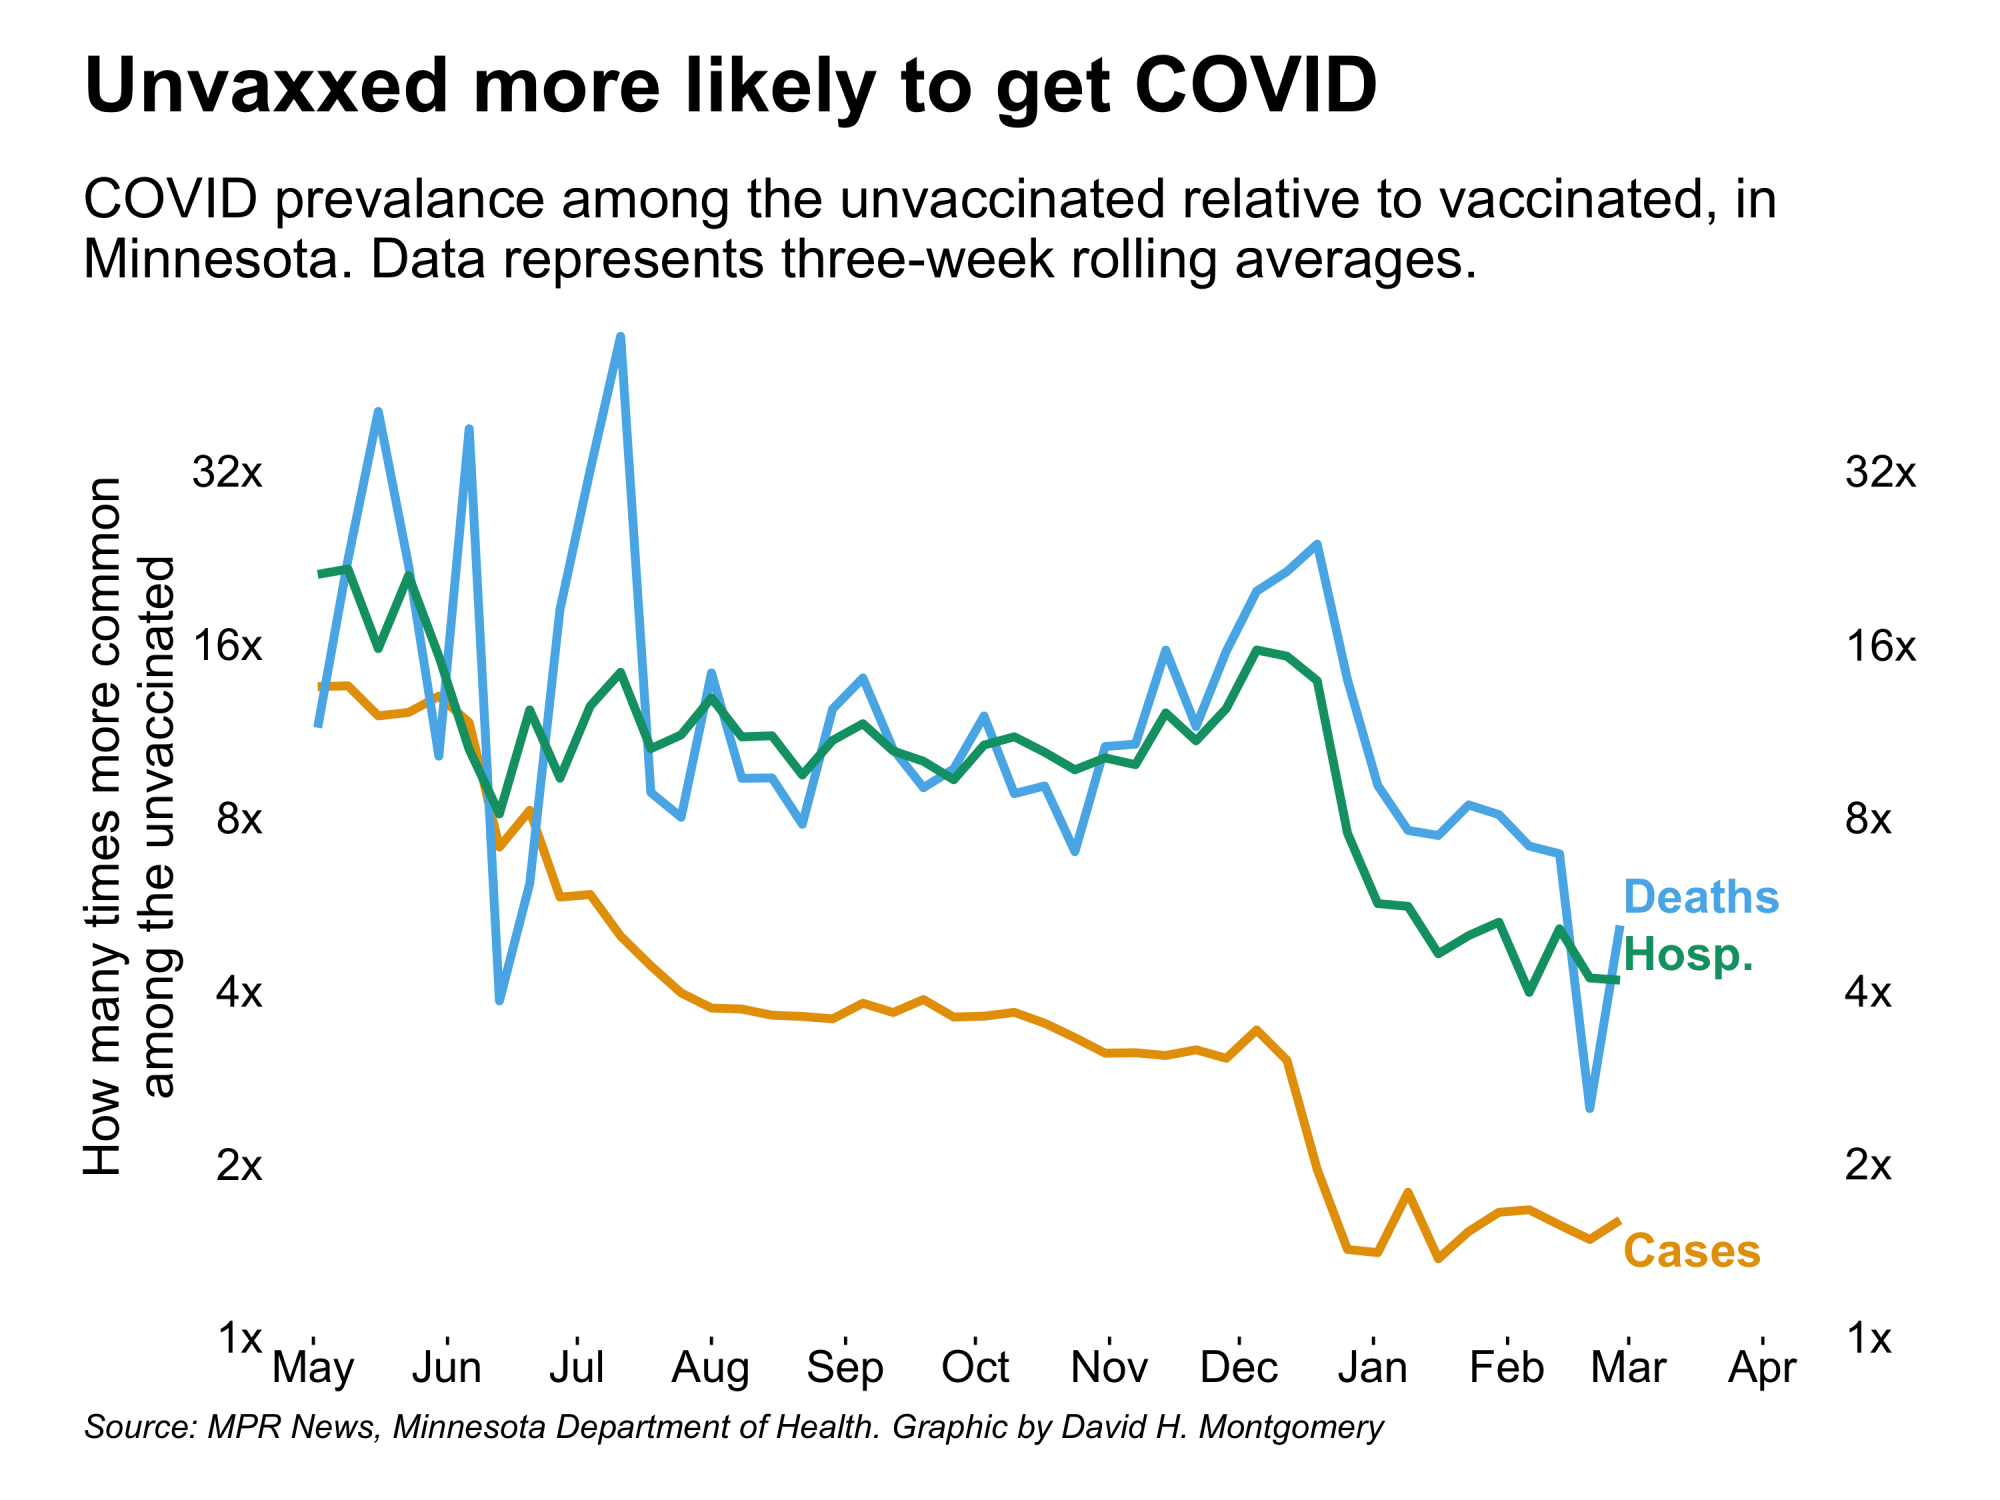 Unvaxxed more likely to get COVID
COVID prevalance among the unvaccinated relative to vaccinated, in
Minnesota. Data represents three-week rolling averages.
How many times more common
among the unvaccinated
32x
16x
8x
4x
2x
1x
32x
16x
8x
4x
2x
1x
Deaths
Hosp.
Cases
May Jun Jul Aug Sep Oct Nov Dec Jan Feb Mar Apr
Source: MPR News, Minnesota Department of Health. Graphic by David H. Montgomery